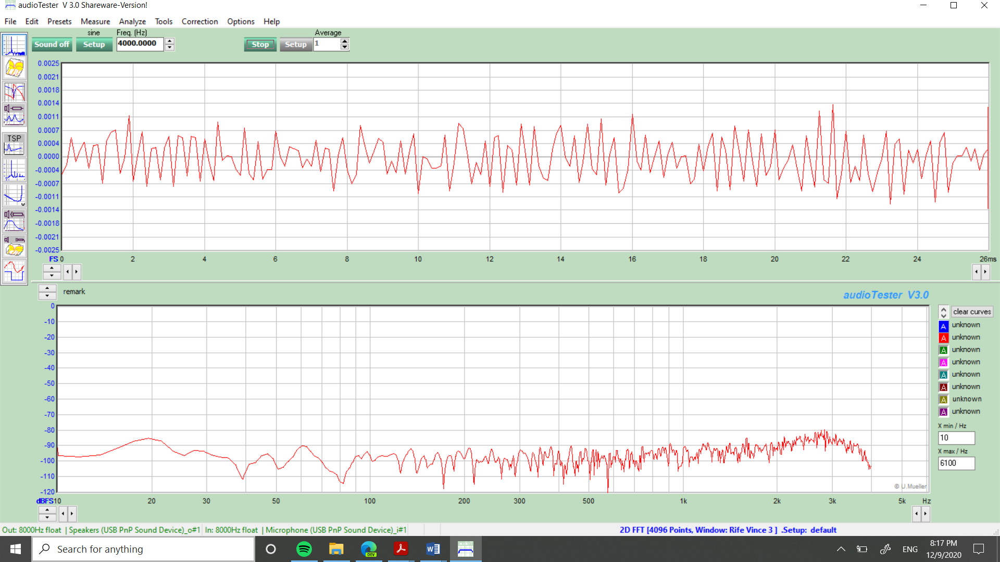 audioTester V 3.0 Shareware-Version!
File Edit Presets Measure Analyze Tools Correction Options Help
sine Freq. (Hz) Average
Sound off Setup 4000.0000 Stop Setup 1
0.0025
0.0021
0.0018
0.0014
0.0011
0.0007
0.0004
0.0000
-0.0004
-0.0007
-0.0011
-0.0014
-0.0018
-0.0021
-0.0025
FS 0 2 4 6 8 10 12 14 16 18 20 22 24 26ms
TSP
w
remark
audioTester V3.0
0
-10
-20
-30
-40
-50
-60
-70
-80
-90
-100
-110
-120
dBFS10 20 30 50 100 200 300 500 1k 2k 3k 5k Hz
© U.Mueller
clear curves
A unknown
A unknown
A unknown
A unknown
A unknown
A unknown
A unknown
A unknown
X min / Hz
10
X max / Hz
6100
Out: 8000Hz float | Speakers (USB PnP Sound Device)_o#1 In: 8000Hz float | Microphone (USB PnP Sound Device)_i#1 2D FFT [4096 Points, Window: Rife Vince 3 ] .Setup: default
Search for anything
DEV
ENG
8:17 PM
12/9/2020